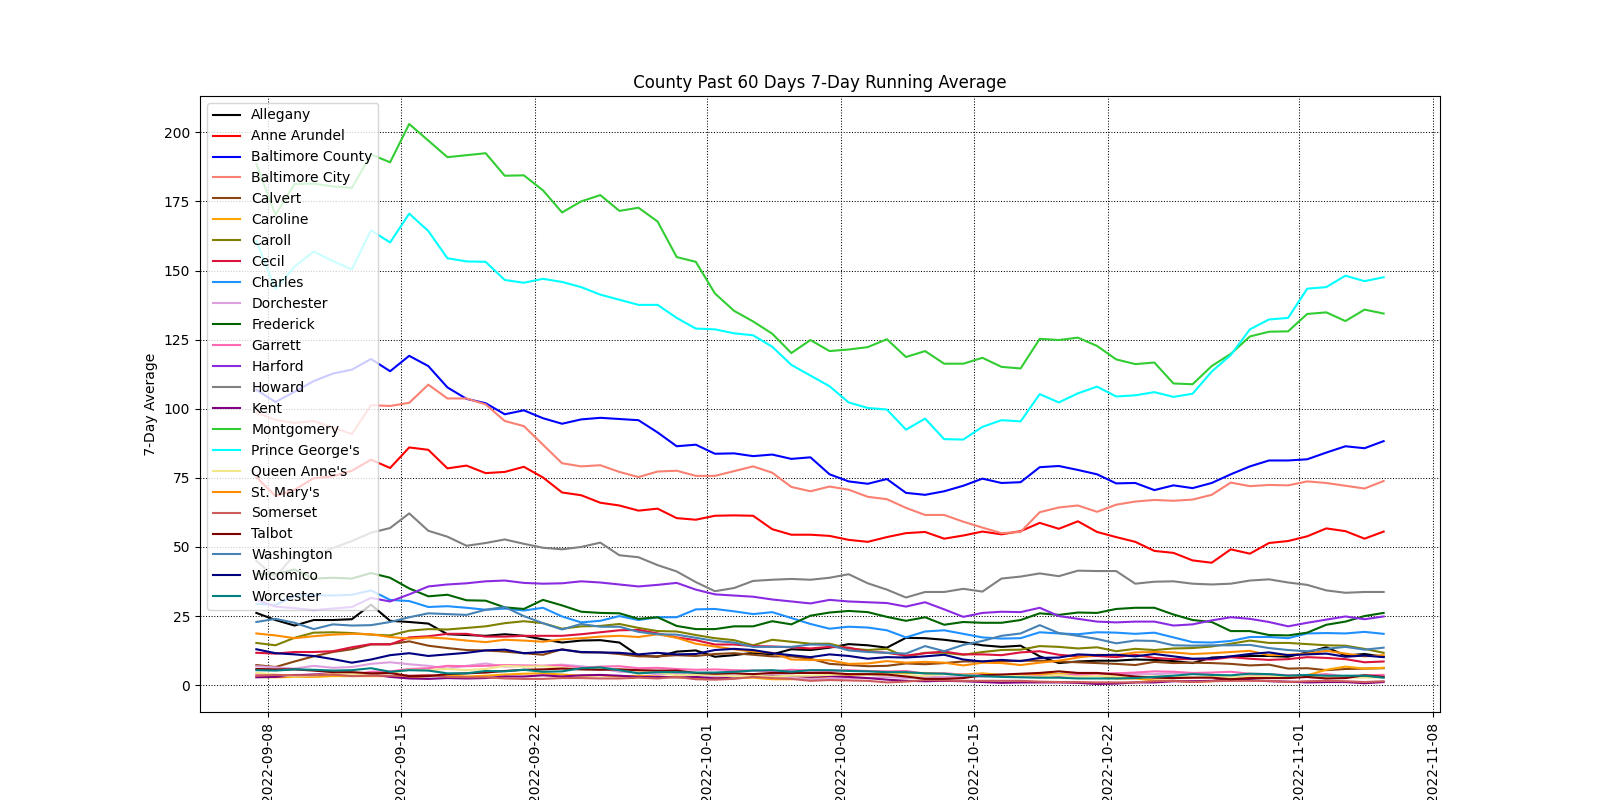 County Past 60 Days 7-Day Running Average
7-Day Average
200
175
150
125
100
75
50
25
0
Allegany
Anne Arundel
Baltimore County
Baltimore City
Calvert
Caroline
Caroll
Cecil
Charles
Dorchester
Frederick
Garrett
Harford
Howard
Kent
Montgomery
Prince George's
Queen Anne's
St. Mary's
Somerset
Talbot
Washington
Wicomico
Worcester
2022-09-08
2022-09-15
2022-09-22
2022-10-01
2022-10-08
2022-10-15
2022-10-22
2022-11-01
2022-11-08